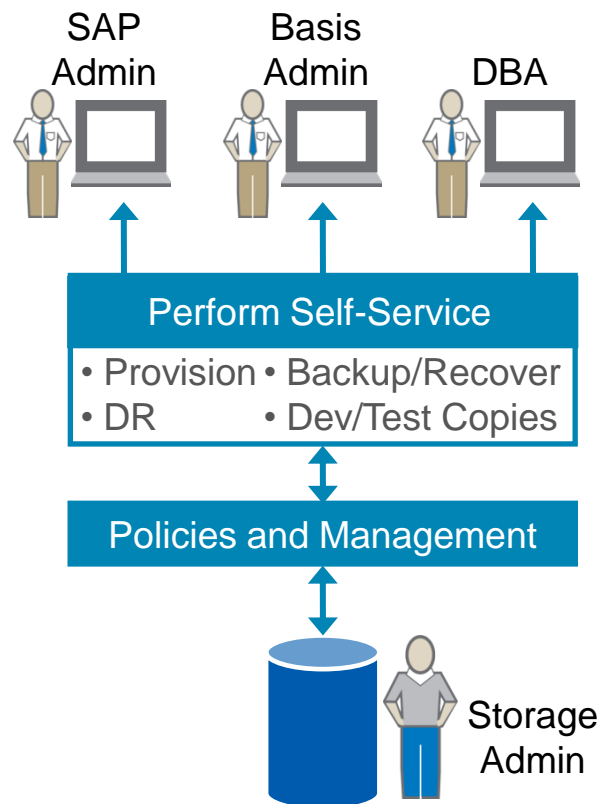 SAP
Admin
Basis
Admin
DBA
Perform Self-Service
• Provision • Backup/Recover
• DR • Dev/Test Copies
Policies and Management
Storage
Admin